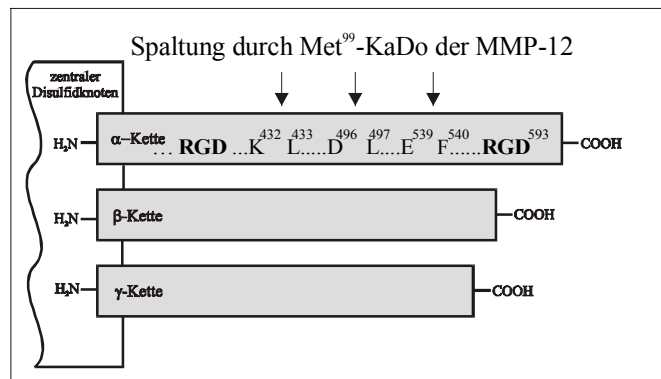 Spaltung durch Met⁹⁹-KaDo der MMP-12
zentraler
Disulfidknoten
H₂N
α-Kette
... RGD ...K⁴³² L⁴³³.....D⁴⁹⁶ L⁴⁹⁷....E⁵³⁹ F⁵⁴⁰......RGD⁵⁹³
COOH
H₂N
β-Kette
COOH
H₂N
γ-Kette
COOH